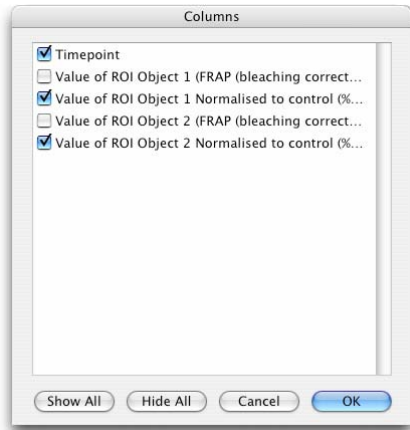 Columns
Timepoint
Value of ROI Object 1 (FRAP (bleaching correct...
Value of ROI Object 1 Normalised to control (%...
Value of ROI Object 2 (FRAP (bleaching correct...
Value of ROI Object 2 Normalised to control (%...
Show All Hide All Cancel OK